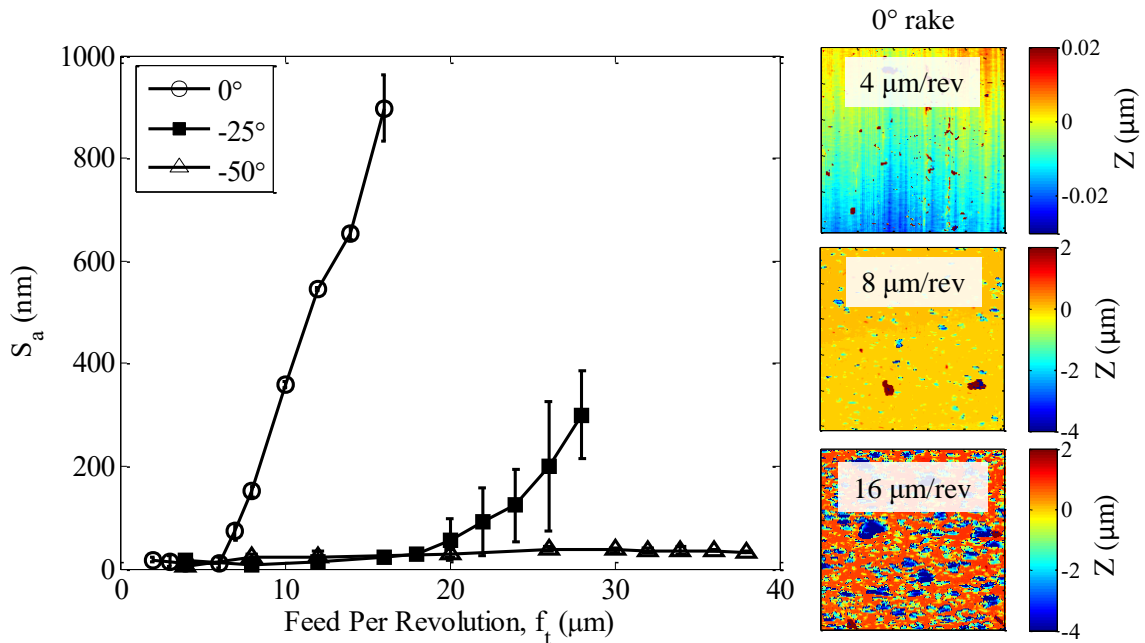 1000
800
600
400
200
0
0
10
20
30
40
S_a (nm)
Feed Per Revolution, f_t (μm)
0°
-25°
-50°
0° rake
4 μm/rev
0.02
0
-0.02
Z (μm)
8 μm/rev
2
0
-2
-4
Z (μm)
16 μm/rev
2
0
-2
-4
Z (μm)